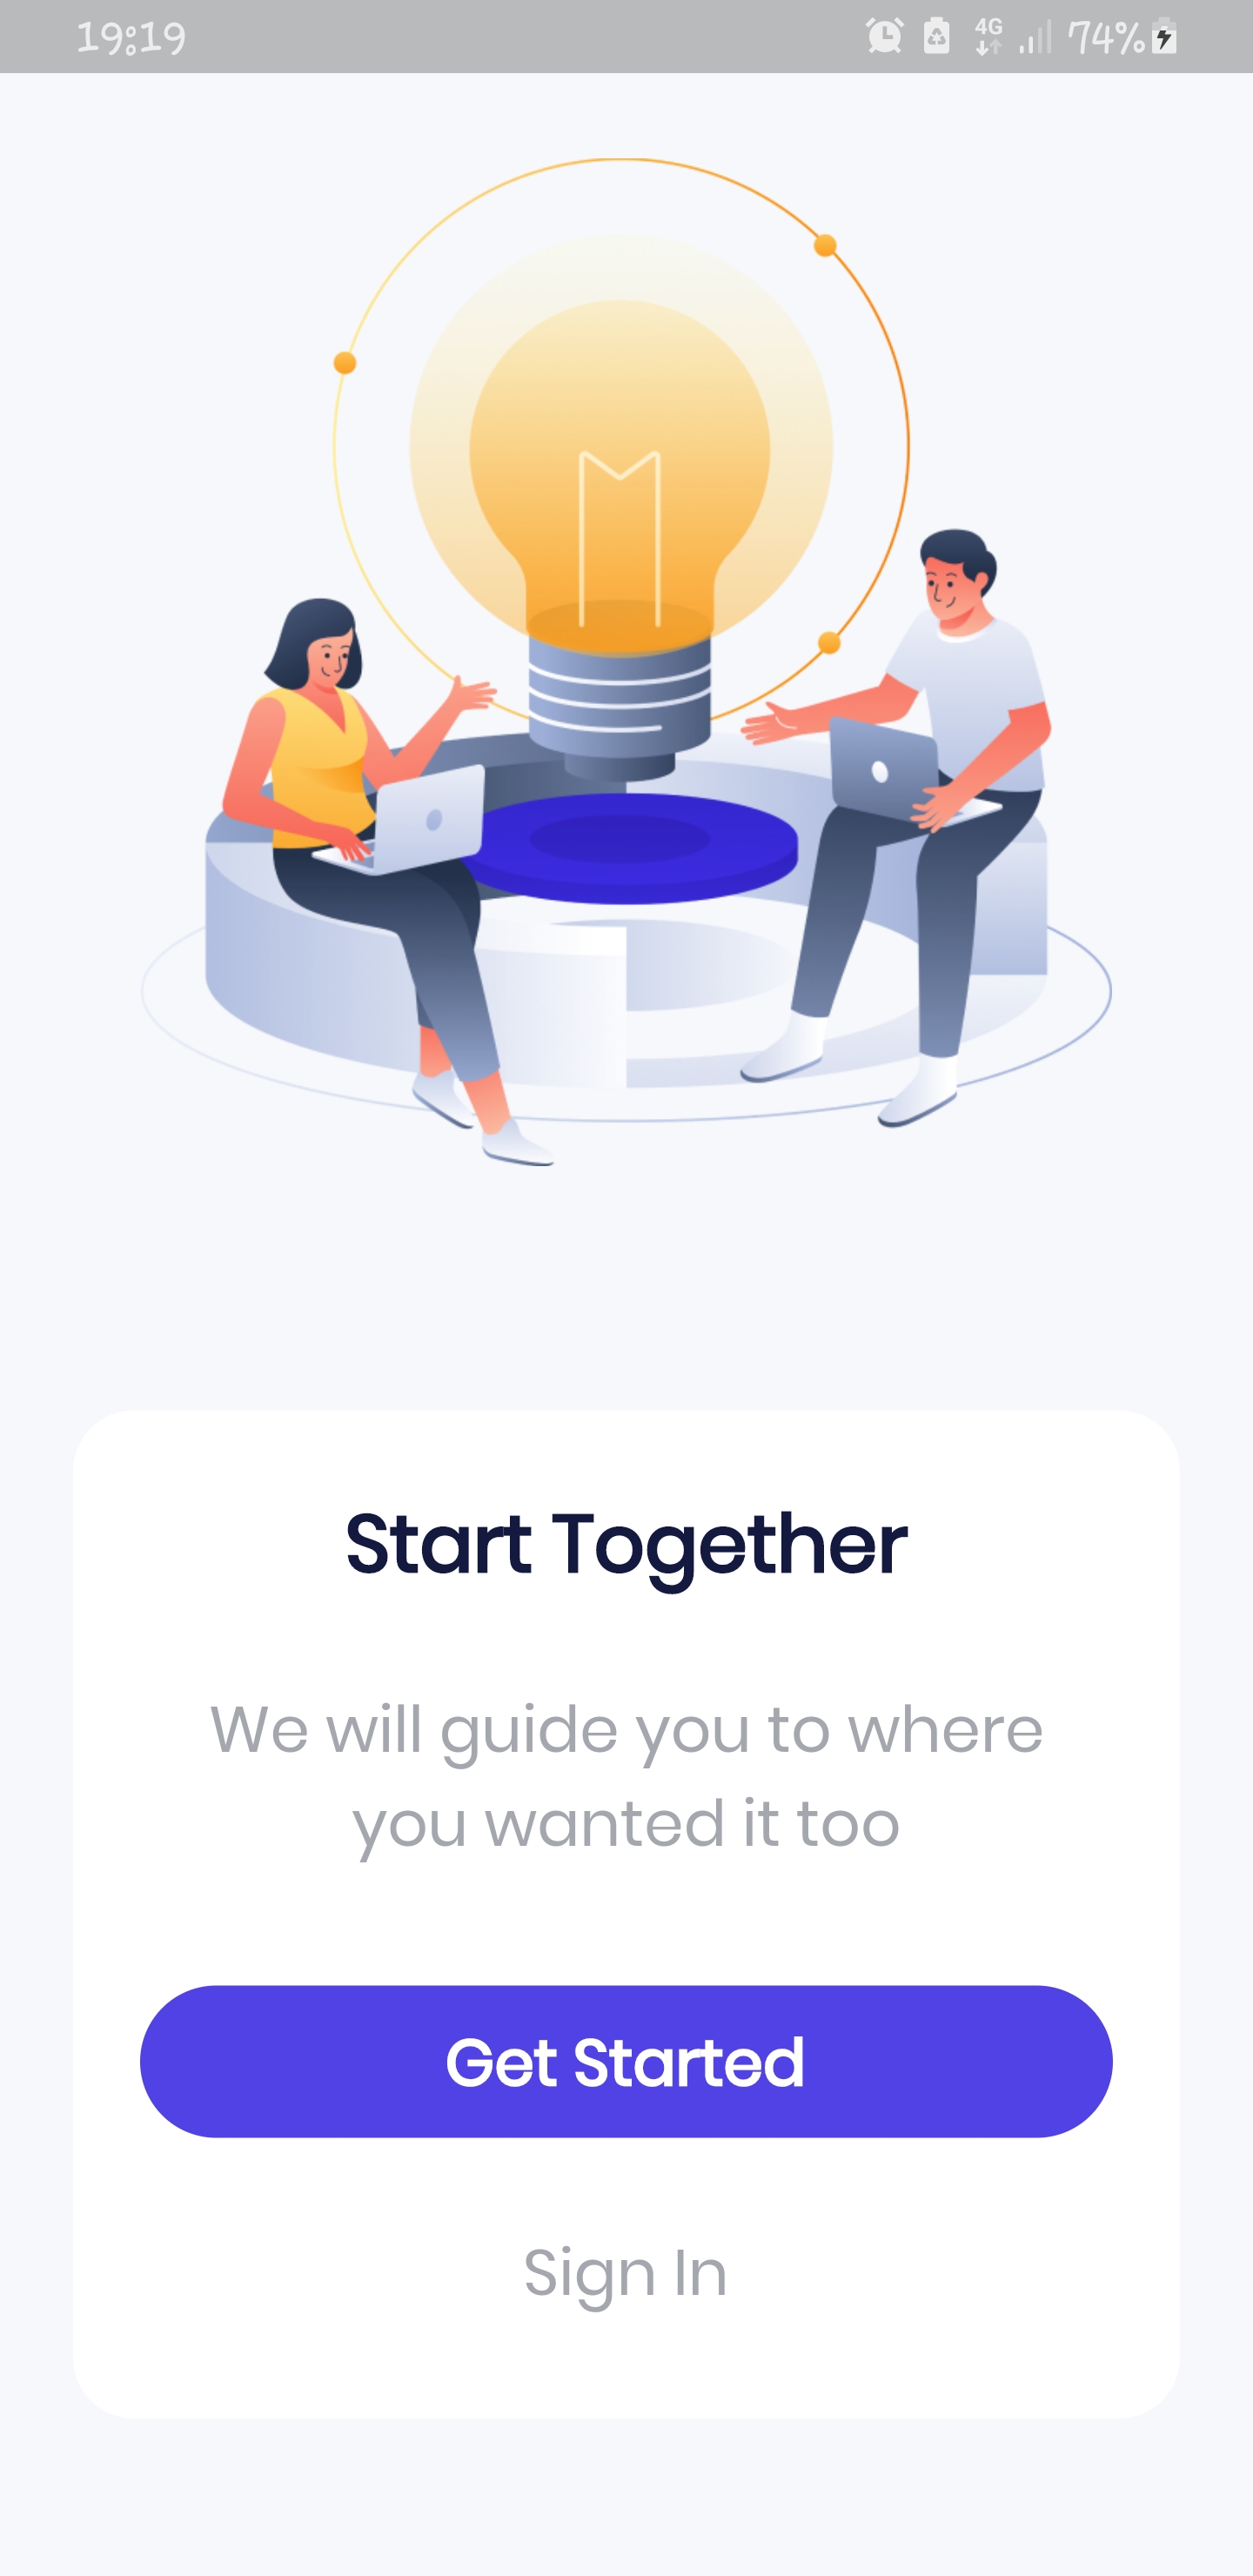 19:19 4G 74%
Start Together
We will guide you to where
you wanted it too
Get Started
Sign In